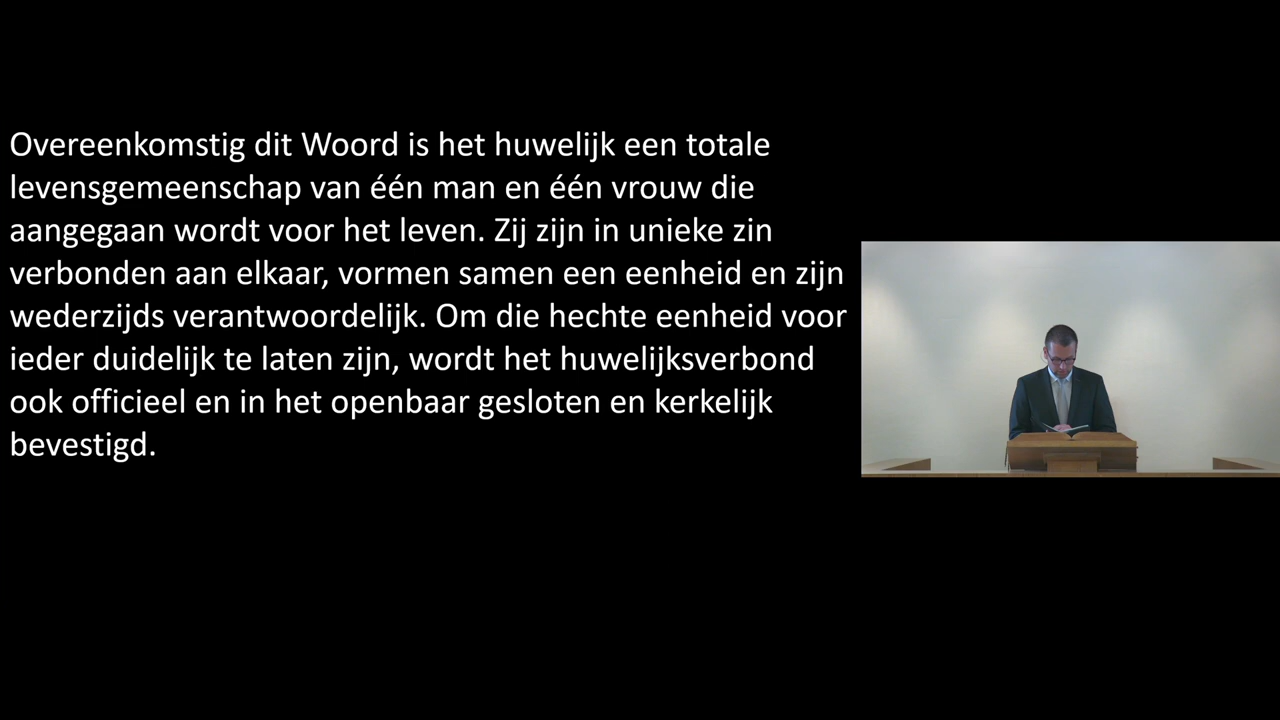 Overeenkomstig dit Woord is het huwelijk een totale
levensgemeenschap van één man en één vrouw die
aangegaan wordt voor het leven. Zij zijn in unieke zin
verbonden aan elkaar, vormen samen een eenheid en zijn
wederzijds verantwoordelijk. Om die hechte eenheid voor
ieder duidelijk te laten zijn, wordt het huwelijksverbond
ook officieel en in het openbaar gesloten en kerkelijk
bevestigd.